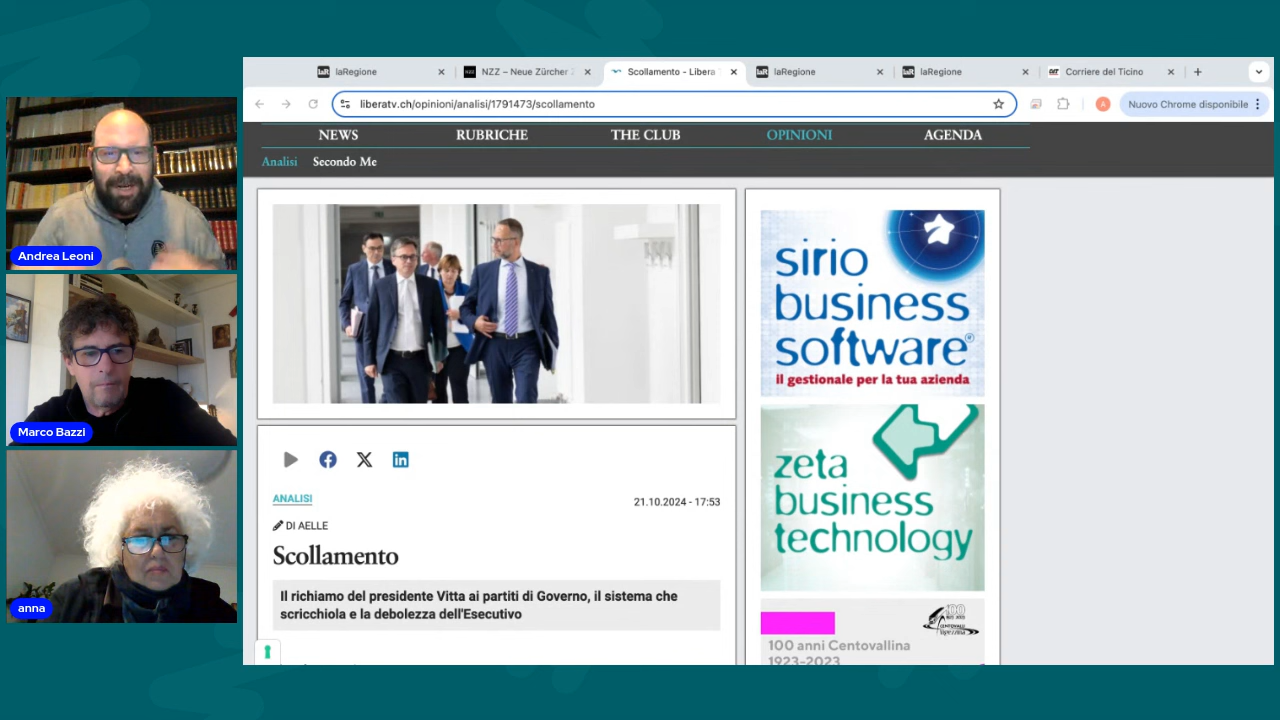 laRegione
NZZ – Neue Zürcher Z
Scollamento - Libera T
laRegione
laRegione
Corriere del Ticino
liberatv.ch/opinioni/analisi/1791473/scollamento
Nuovo Chrome disponibile
NEWS
RUBRICHE
THE CLUB
OPINIONI
AGENDA
Analisi
Secondo Me
Andrea Leoni
Marco Bazzi
anna
ANALISI
21.10.2024 - 17:53
DI AELLE
Scollamento
Il richiamo del presidente Vitta ai partiti di Governo, il sistema che
scricchiola e la debolezza dell'Esecutivo
sirio
business
software®
il gestionale per la tua azienda
zeta
business
technology
100 anni Centovallina
1923-2023